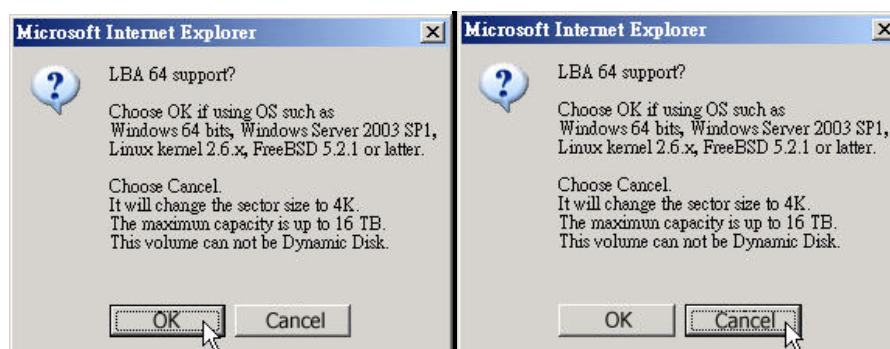 Microsoft Internet Explorer
LBA 64 support?
Choose OK if using OS such as
Windows 64 bits, Windows Server 2003 SP1,
Linux kernel 2.6.x, FreeBSD 5.2.1 or latter.
Choose Cancel.
It will change the sector size to 4K.
The maximun capacity is up to 16 TB.
This volume can not be Dynamic Disk.
OK Cancel
Microsoft Internet Explorer
LBA 64 support?
Choose OK if using OS such as
Windows 64 bits, Windows Server 2003 SP1,
Linux kernel 2.6.x, FreeBSD 5.2.1 or latter.
Choose Cancel.
It will change the sector size to 4K.
The maximun capacity is up to 16 TB.
This volume can not be Dynamic Disk.
OK Cancel